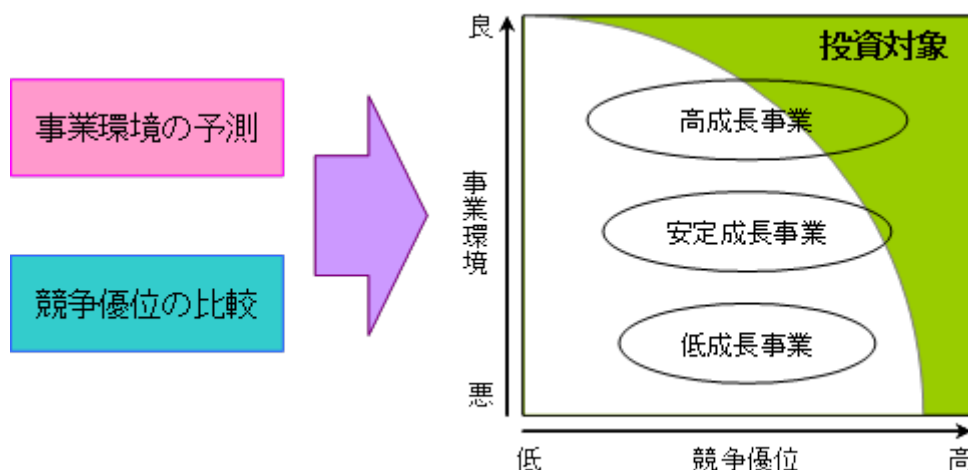 事業環境の予測
競争優位の比較
良
事業環境
悪
投資対象
高成長事業
安定成長事業
低成長事業
低
競争優位
高